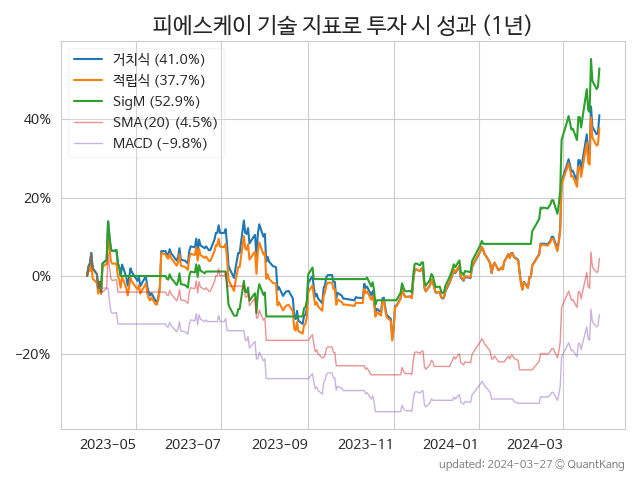 피에스케이 기술 지표로 투자 시 성과 (1년)
거치식 (41.0%)
적립식 (37.7%)
SigM (52.9%)
SMA(20) (4.5%)
MACD (−9.8%)
40%
20%
0%
−20%
2023-05 2023-07 2023-09 2023-11 2024-01 2024-03
updated: 2024-03-27 © QuantKang